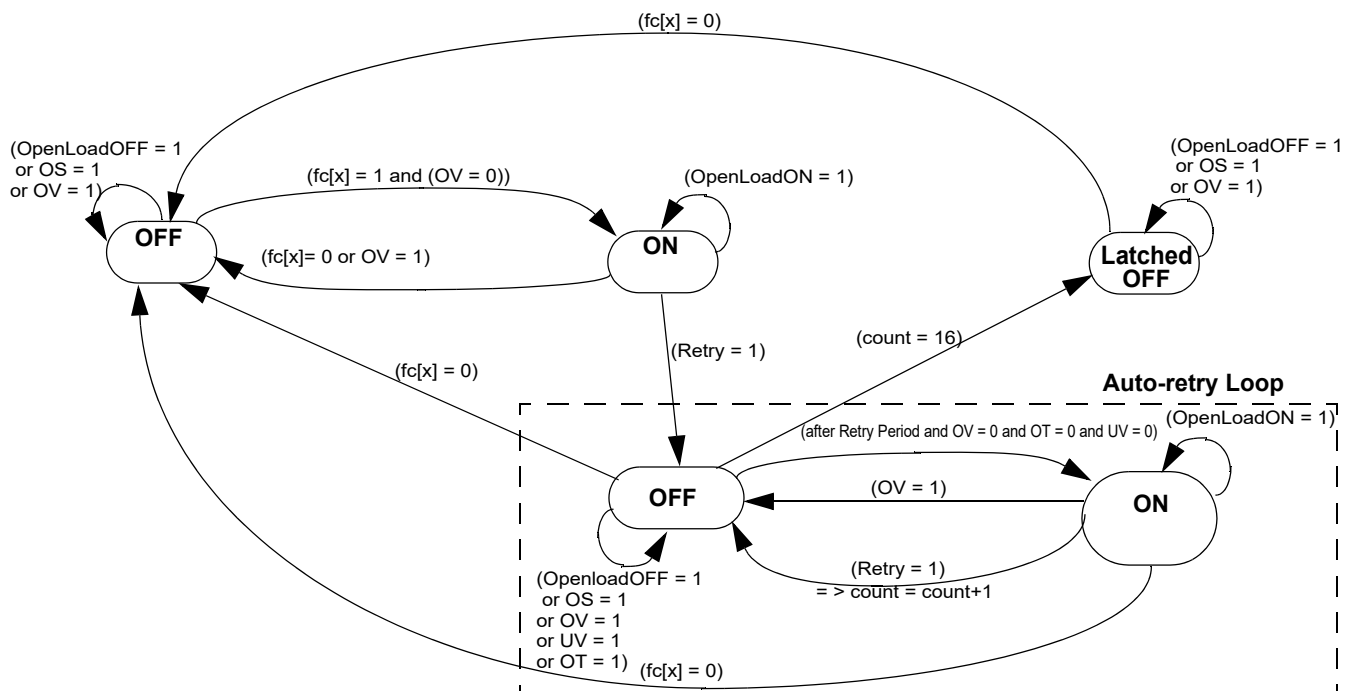 (fc[x] = 0)
(OpenLoadOFF = 1
or OS = 1
or OV = 1)
(fc[x] = 1 and (OV = 0))
(OpenLoadON = 1)
(OpenLoadOFF = 1
or OS = 1
or OV = 1)
OFF
(fc[x]= 0 or OV = 1)
ON
Latched
OFF
(Retry = 1)
(count = 16)
(fc[x] = 0)
Auto-retry Loop
(OpenLoadON = 1)
(after Retry Period and OV = 0 and OT = 0 and UV = 0)
OFF
(OV = 1)
ON
(Retry = 1)
= > count = count+1
(OpenloadOFF = 1
or OS = 1
or OV = 1
or UV = 1
or OT = 1)
(fc[x] = 0)